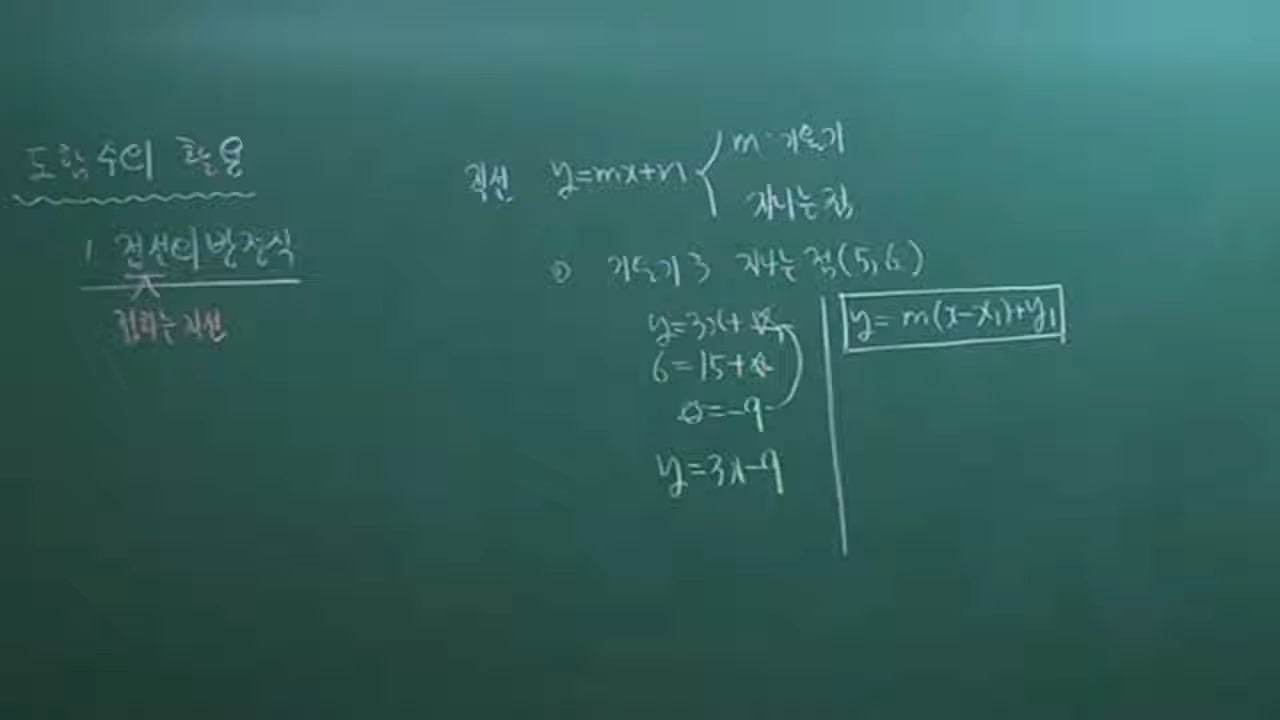 도함수의 활용
1. 접선의 방정식
접하는 직선
직선 y=mx+n
m 기울기
지나는 점
① 기울기 3 지나는 점(5,6)
y=3x+
6=15+
=-9
y=3x-9
y=m(x-x₁)+y₁